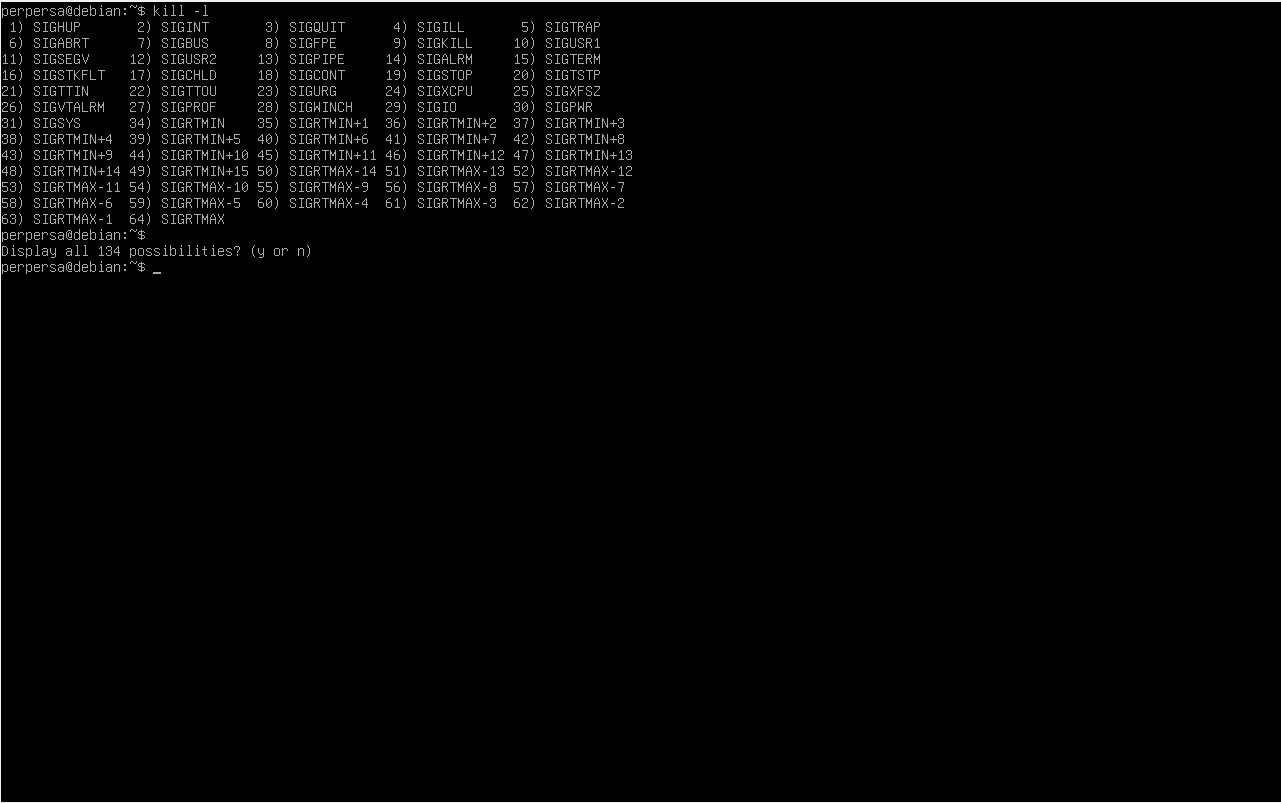 perpersa@debian:~$ kill -l
 1) SIGHUP       2) SIGINT       3) SIGQUIT      4) SIGILL       5) SIGTRAP
 6) SIGABRT      7) SIGBUS       8) SIGFPE       9) SIGKILL     10) SIGUSR1
11) SIGSEGV     12) SIGUSR2     13) SIGPIPE     14) SIGALRM     15) SIGTERM
16) SIGSTKFLT   17) SIGCHLD     18) SIGCONT     19) SIGSTOP     20) SIGTSTP
21) SIGTTIN     22) SIGTTOU     23) SIGURG      24) SIGXCPU     25) SIGXFSZ
26) SIGVTALRM   27) SIGPROF     28) SIGWINCH    29) SIGIO       30) SIGPWR
31) SIGSYS      34) SIGRTMIN    35) SIGRTMIN+1  36) SIGRTMIN+2  37) SIGRTMIN+3
38) SIGRTMIN+4  39) SIGRTMIN+5  40) SIGRTMIN+6  41) SIGRTMIN+7  42) SIGRTMIN+8
43) SIGRTMIN+9  44) SIGRTMIN+10 45) SIGRTMIN+11 46) SIGRTMIN+12 47) SIGRTMIN+13
48) SIGRTMIN+14 49) SIGRTMIN+15 50) SIGRTMAX-14 51) SIGRTMAX-13 52) SIGRTMAX-12
53) SIGRTMAX-11 54) SIGRTMAX-10 55) SIGRTMAX-9  56) SIGRTMAX-8  57) SIGRTMAX-7
58) SIGRTMAX-6  59) SIGRTMAX-5  60) SIGRTMAX-4  61) SIGRTMAX-3  62) SIGRTMAX-2
63) SIGRTMAX-1  64) SIGRTMAX
perpersa@debian:~$
Display all 134 possibilities? (y or n)
perpersa@debian:~$ _